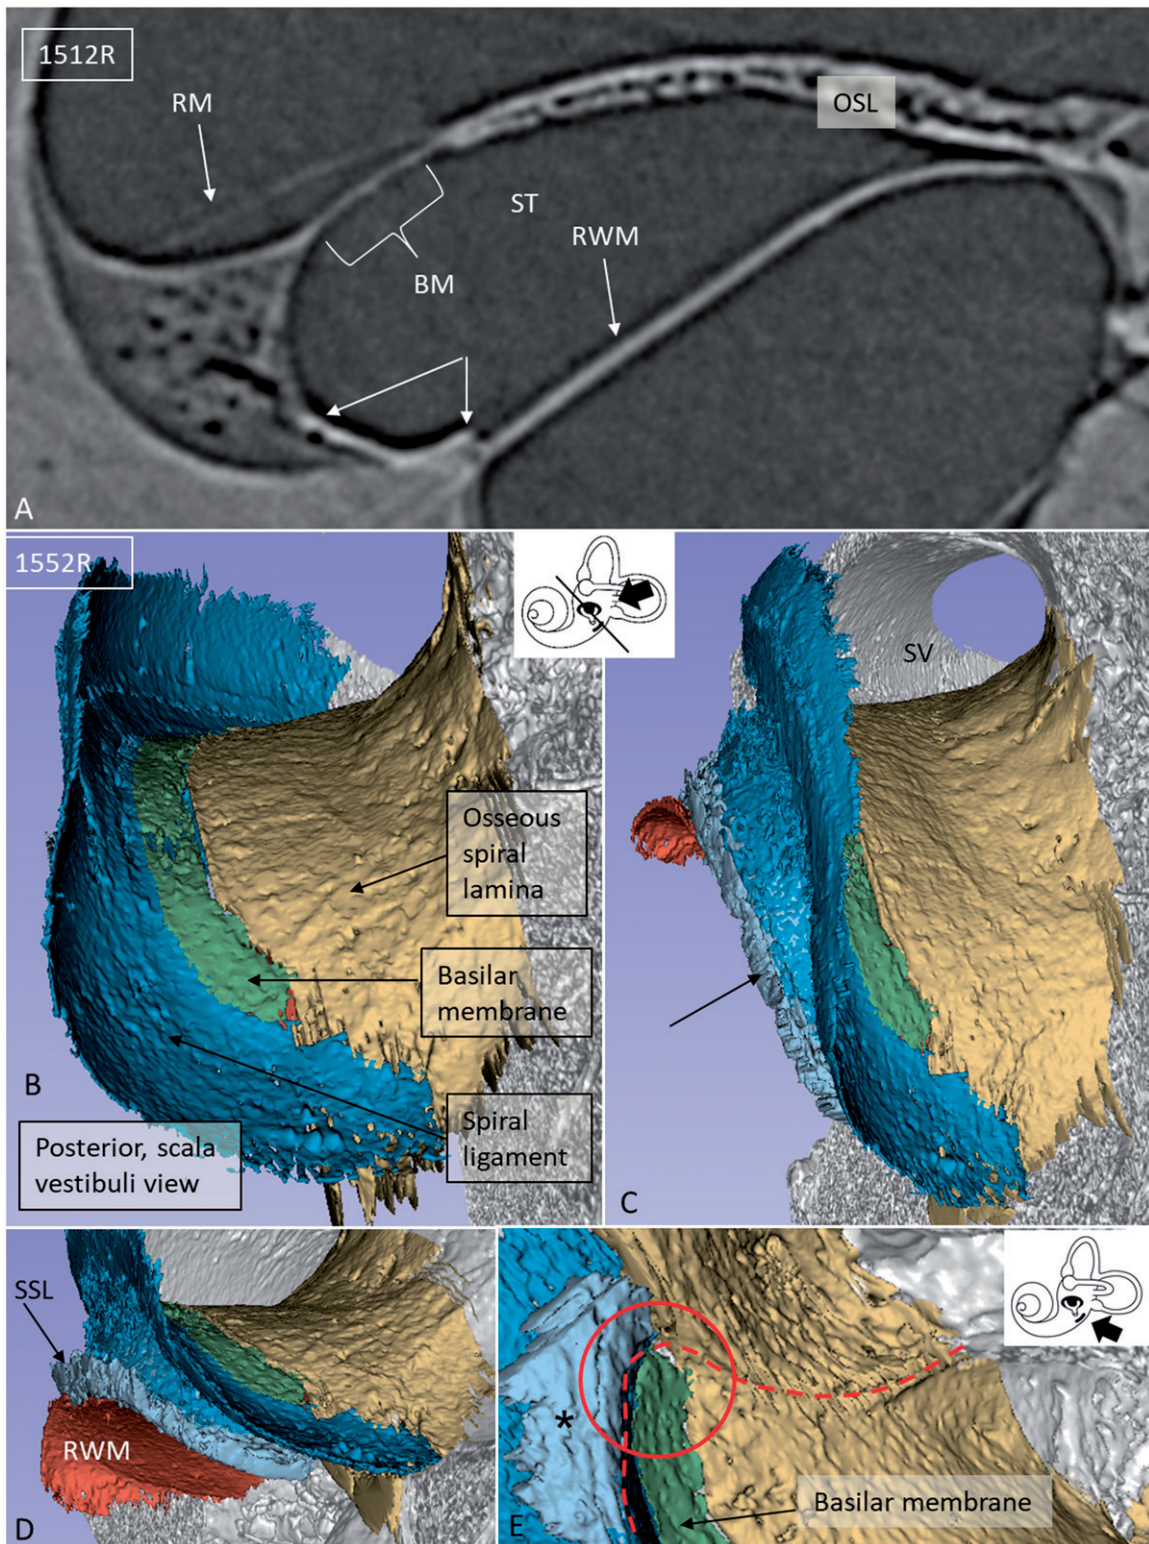 1512R
RM
OSL
ST
RWM
BM
A
1552R
SV
Osseous
spiral
lamina
Basilar
membrane
B
Spiral
ligament
Posterior, scala
vestibuli view
C
SSL
RWM
*
Basilar membrane
D
E